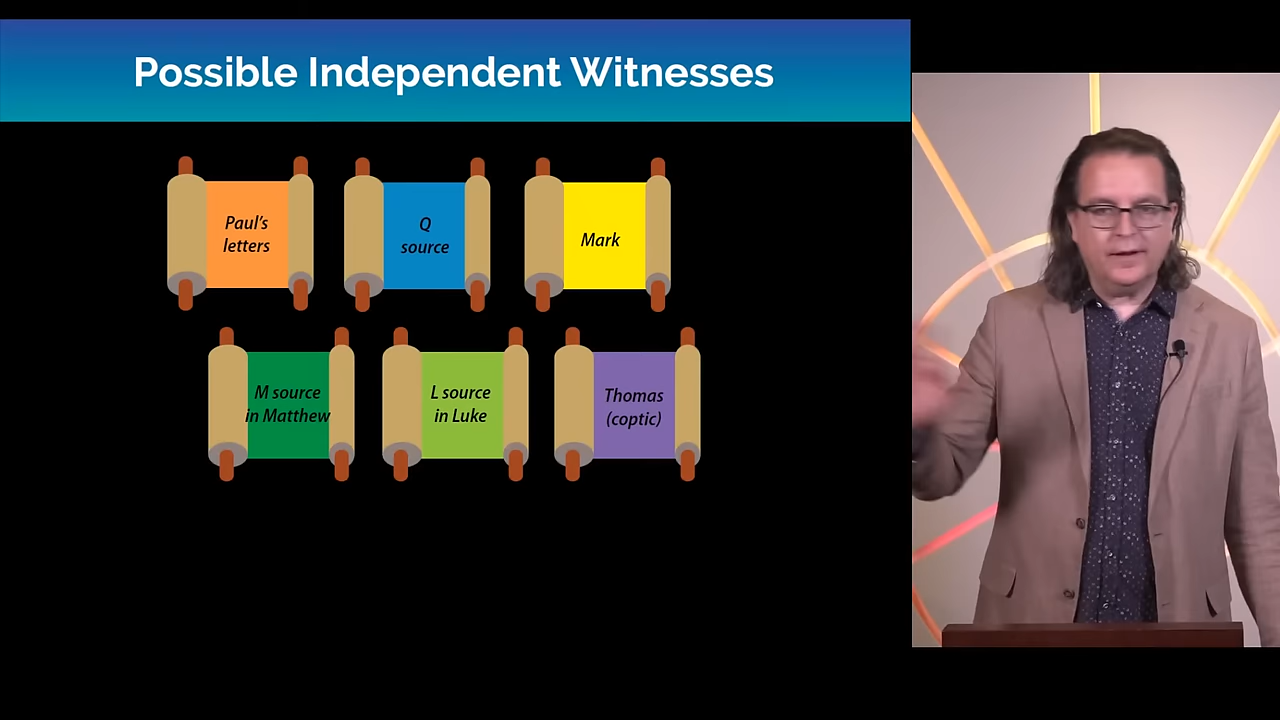 Possible Independent Witnesses
Paul's
letters
Q
source
Mark
M source
in Matthew
L source
in Luke
Thomas
(coptic)